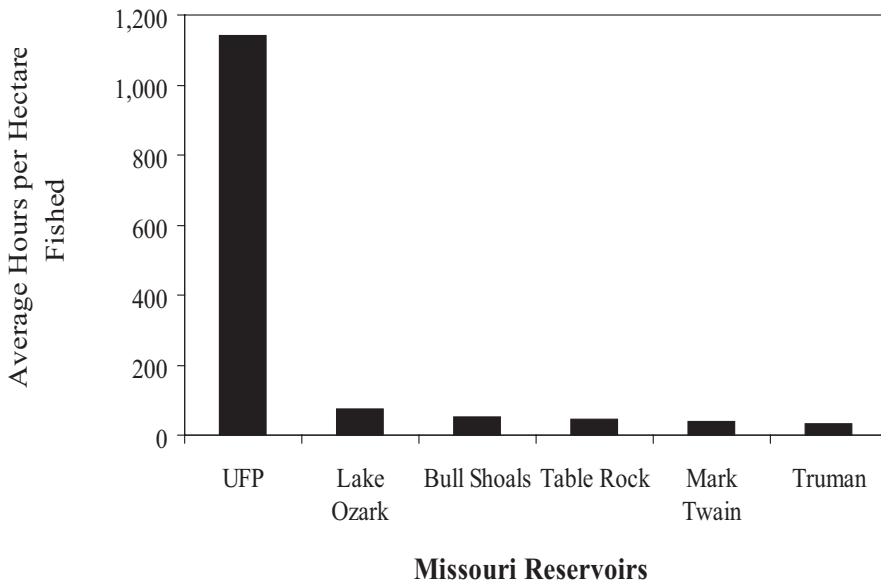 Average Hours per Hectare
Fished
1,200
1,000
800
600
400
200
0
UFP
Lake
Ozark
Bull Shoals
Table Rock
Mark
Twain
Truman
Missouri Reservoirs